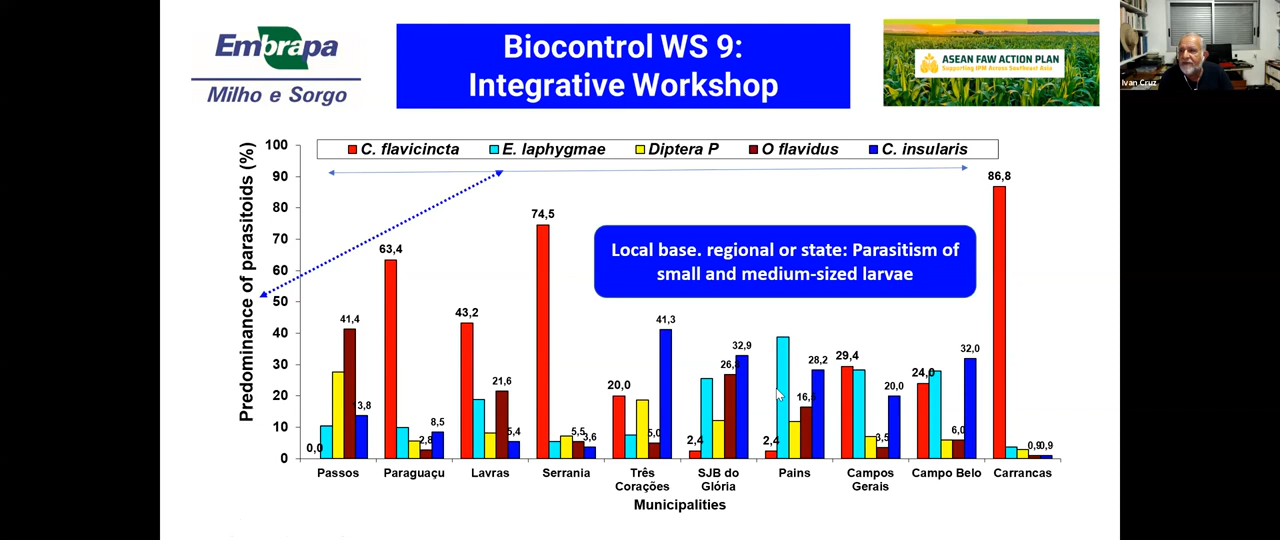 Embrapa
Milho e Sorgo
Biocontrol WS 9:
Integrative Workshop
ASEAN FAW ACTION PLAN
Supporting IPM Across Southeast Asia
Ivan Cruz
Predominance of parasitoids (%)
100
90
80
70
60
50
40
30
20
10
0
C. flavicincta E. laphygmae Diptera P O flavidus C. insularis
Local base. regional or state: Parasitism of
small and medium-sized larvae
0,0 41,4 3,8
63,4 2,8 8,5
43,2 21,6 5,4
74,5 5,5 3,6
20,0 5,0 41,3
2,4 32,9
2,4 28,2
29,4 3,5 20,0
24,0 6,0 32,0
86,8 0,9 0,9
Passos Paraguaçu Lavras Serrania Três Corações SJB do Glória Pains Campos Gerais Campo Belo Carrancas
Municipalities